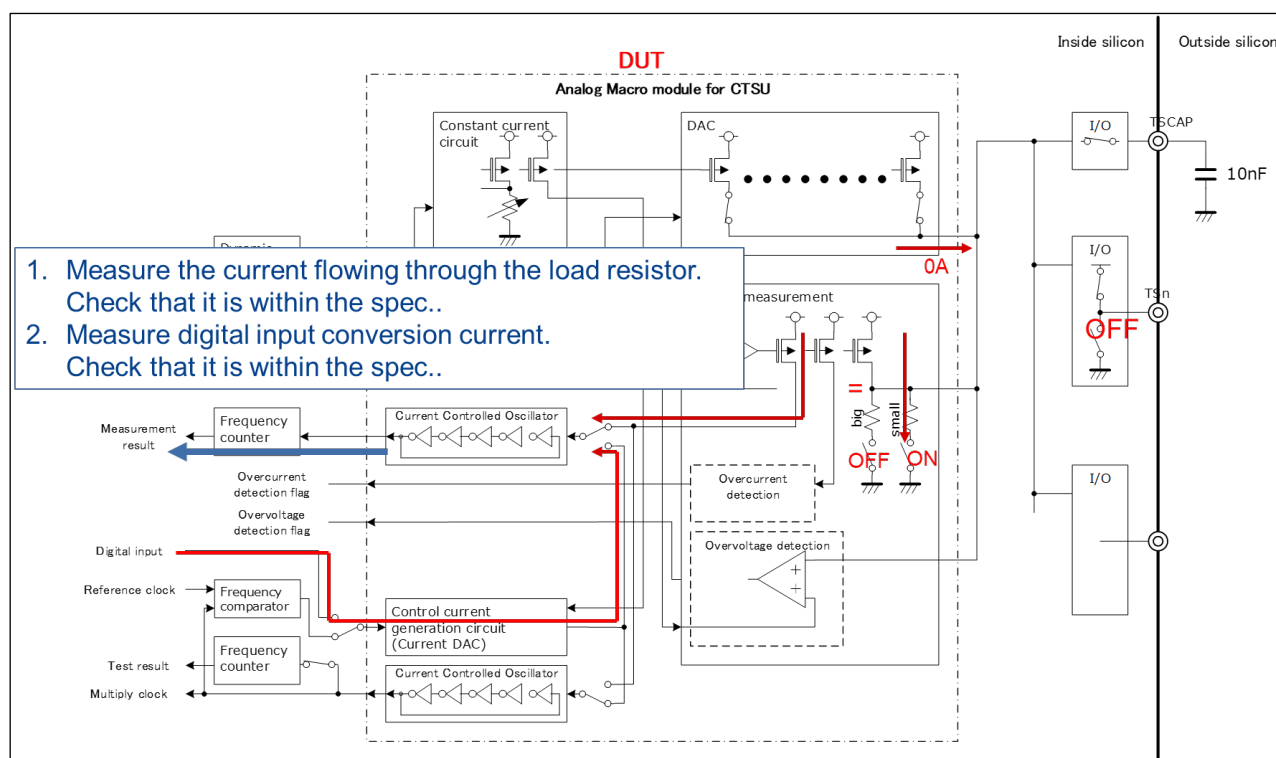 Inside silicon
Outside silicon
DUT
Analog Macro module for CTSU
Constant current
circuit
DAC
I/O
TSCAP
10nF
0A
I/O
TSn
OFF
1. Measure the current flowing through the load resistor.
Check that it is within the spec..
2. Measure digital input conversion current.
Check that it is within the spec..
measurement
=
big
small
OFF
ON
Measurement
result
Frequency
counter
Current Controlled Oscillator
Overcurrent
detection flag
Overcurrent
detection
Overvoltage
detection flag
Overvoltage detection
+
+
I/O
Digital input
Reference clock
Frequency
comparator
Control current
generation circuit
(Current DAC)
Test result
Frequency
counter
Multiply clock
Current Controlled Oscillator